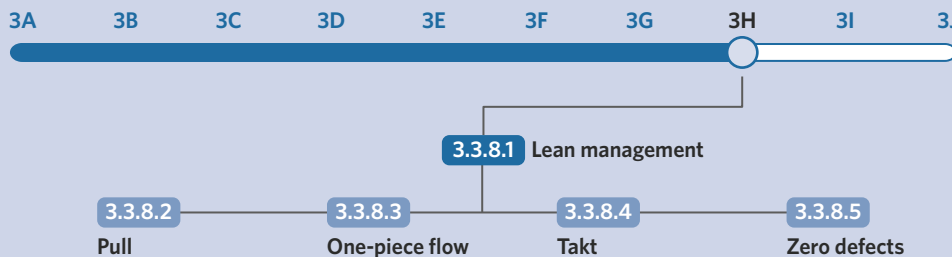 3A 3B 3C 3D 3E 3F 3G 3H 3I 3.
3.3.8.1 Lean management
3.3.8.2 3.3.8.3 3.3.8.4 3.3.8.5
Pull One-piece flow Takt Zero defects